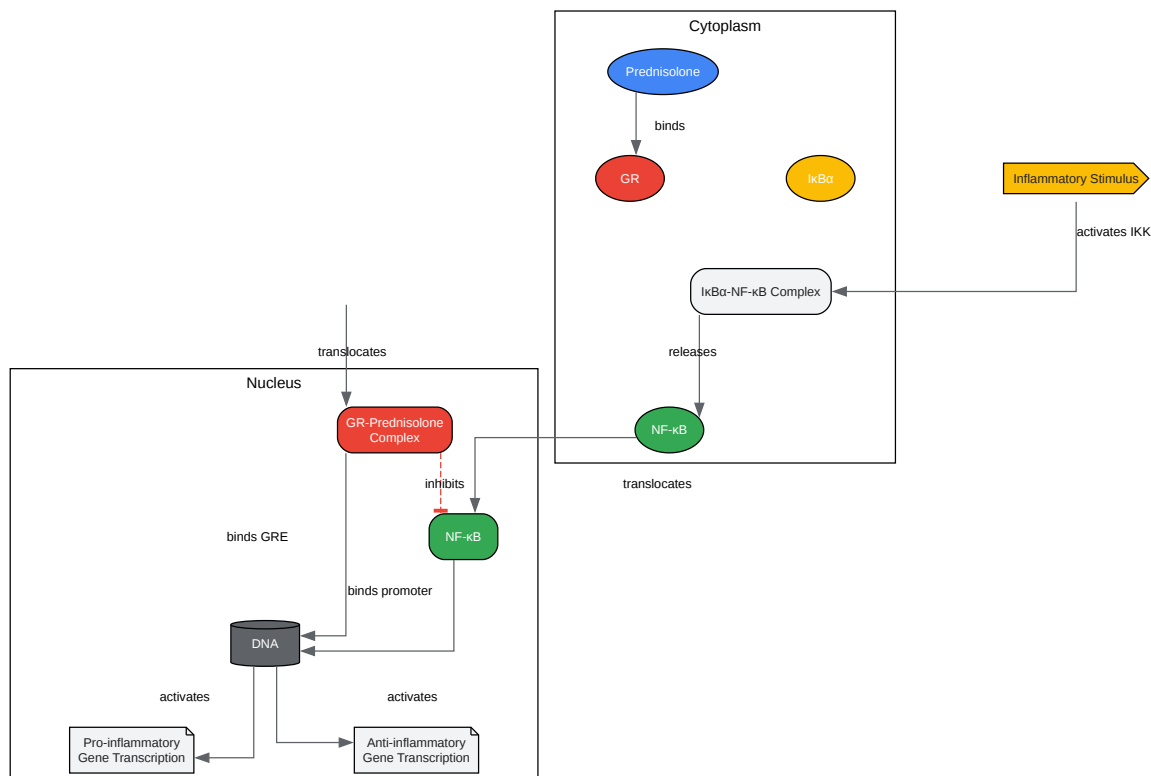 Cytoplasm
Prednisolone
binds
GR
IκBα
Inflammatory Stimulus
activates IKK
IκBα-NF-κB Complex
translocates
releases
Nucleus
GR-Prednisolone
Complex
NF-κB
inhibits
translocates
binds GRE
NF-κB
binds promoter
DNA
activates
activates
Pro-inflammatory
Gene Transcription
Anti-inflammatory
Gene Transcription